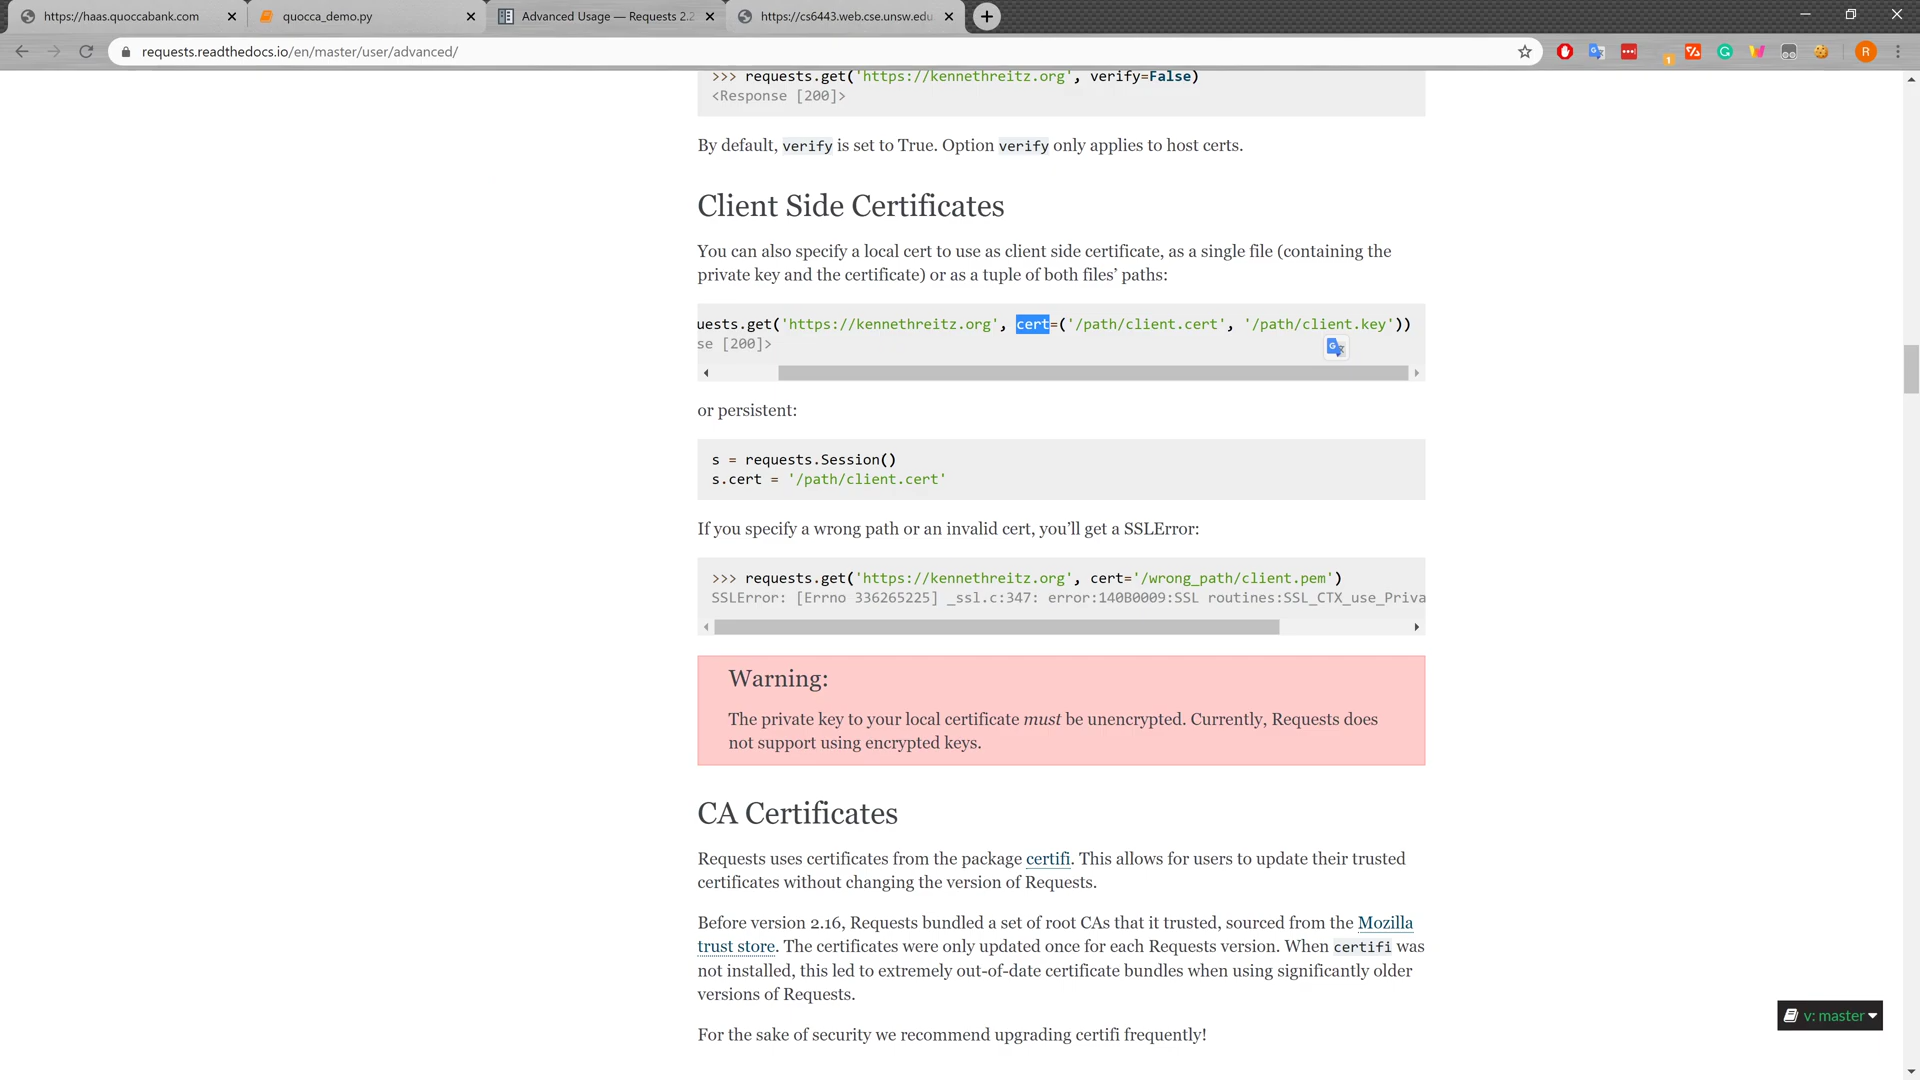 https://haas.quoccabank.com
quocca_demo.py
Advanced Usage — Requests 2.2
https://cs6443.web.cse.unsw.edu
requests.readthedocs.io/en/master/user/advanced/
R
1
>>> requests.get('https://kennethreitz.org', verify=False)
<Response [200]>
By default, verify is set to True. Option verify only applies to host certs.
Client Side Certificates
You can also specify a local cert to use as client side certificate, as a single file (containing the
private key and the certificate) or as a tuple of both files’ paths:
uests.get('https://kennethreitz.org', cert=('/path/client.cert', '/path/client.key'))
se [200]>
or persistent:
s = requests.Session()
s.cert = '/path/client.cert'
If you specify a wrong path or an invalid cert, you’ll get a SSLError:
>>> requests.get('https://kennethreitz.org', cert='/wrong_path/client.pem')
SSLError: [Errno 336265225] _ssl.c:347: error:140B0009:SSL routines:SSL_CTX_use_Priva
Warning:
The private key to your local certificate must be unencrypted. Currently, Requests does
not support using encrypted keys.
CA Certificates
Requests uses certificates from the package certifi. This allows for users to update their trusted
certificates without changing the version of Requests.
Before version 2.16, Requests bundled a set of root CAs that it trusted, sourced from the Mozilla
trust store. The certificates were only updated once for each Requests version. When certifi was
not installed, this led to extremely out-of-date certificate bundles when using significantly older
versions of Requests.
For the sake of security we recommend upgrading certifi frequently!
v: master